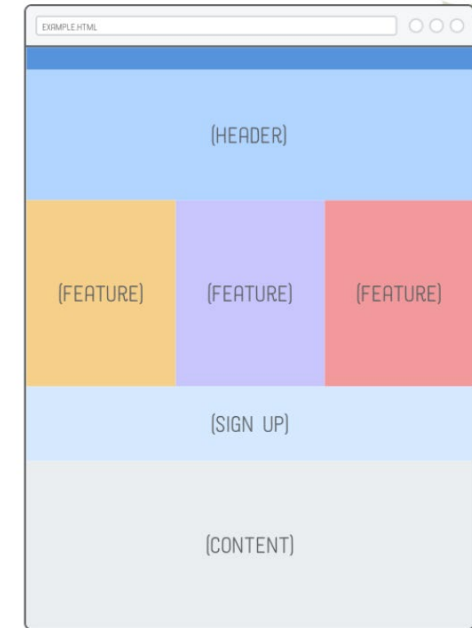 EXAMPLE.HTML
(HEADER)
(FEATURE) (FEATURE) (FEATURE)
(SIGN UP)
(CONTENT)